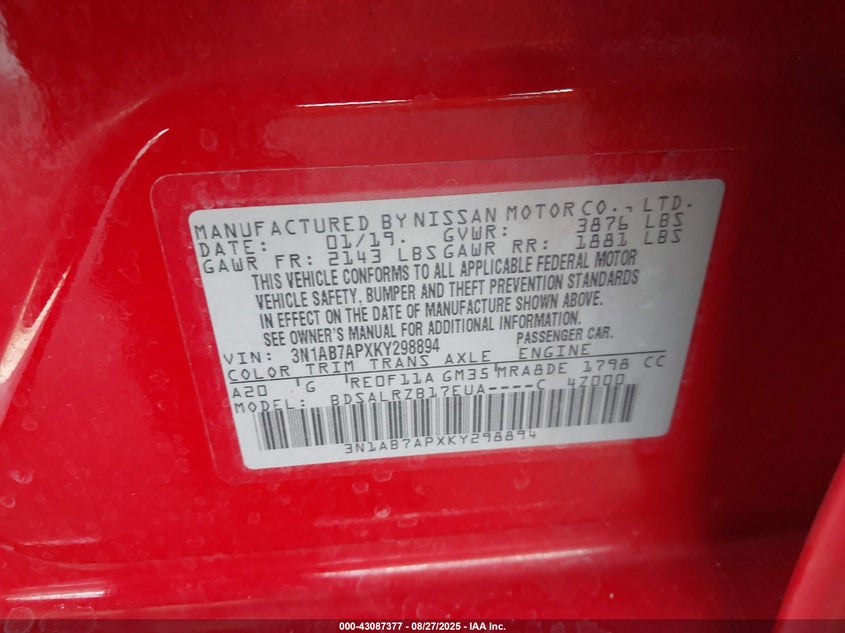 MANUFACTURED BY NISSAN MOTOR CO., LTD.
DATE: 01/19. GVWR: 3876 LBS
GAWR FR: 2143 LBS GAWR RR: 1881 LBS
THIS VEHICLE CONFORMS TO ALL APPLICABLE FEDERAL MOTOR
VEHICLE SAFETY, BUMPER AND THEFT PREVENTION STANDARDS
IN EFFECT ON THE DATE OF MANUFACTURE SHOWN ABOVE.
SEE OWNER'S MANUAL FOR ADDITIONAL INFORMATION.
VIN: 3N1AB7APXKY298894 PASSENGER CAR.
COLOR TRIM TRANS AXLE ENGINE
A20 G RE0F11A GM35 MRA8DE 1798 CC
BDSALRZB17EUA----C 4Z000
3N1AB7APXKY298894
000-43087377 - 08/27/2025 - IAA Inc.